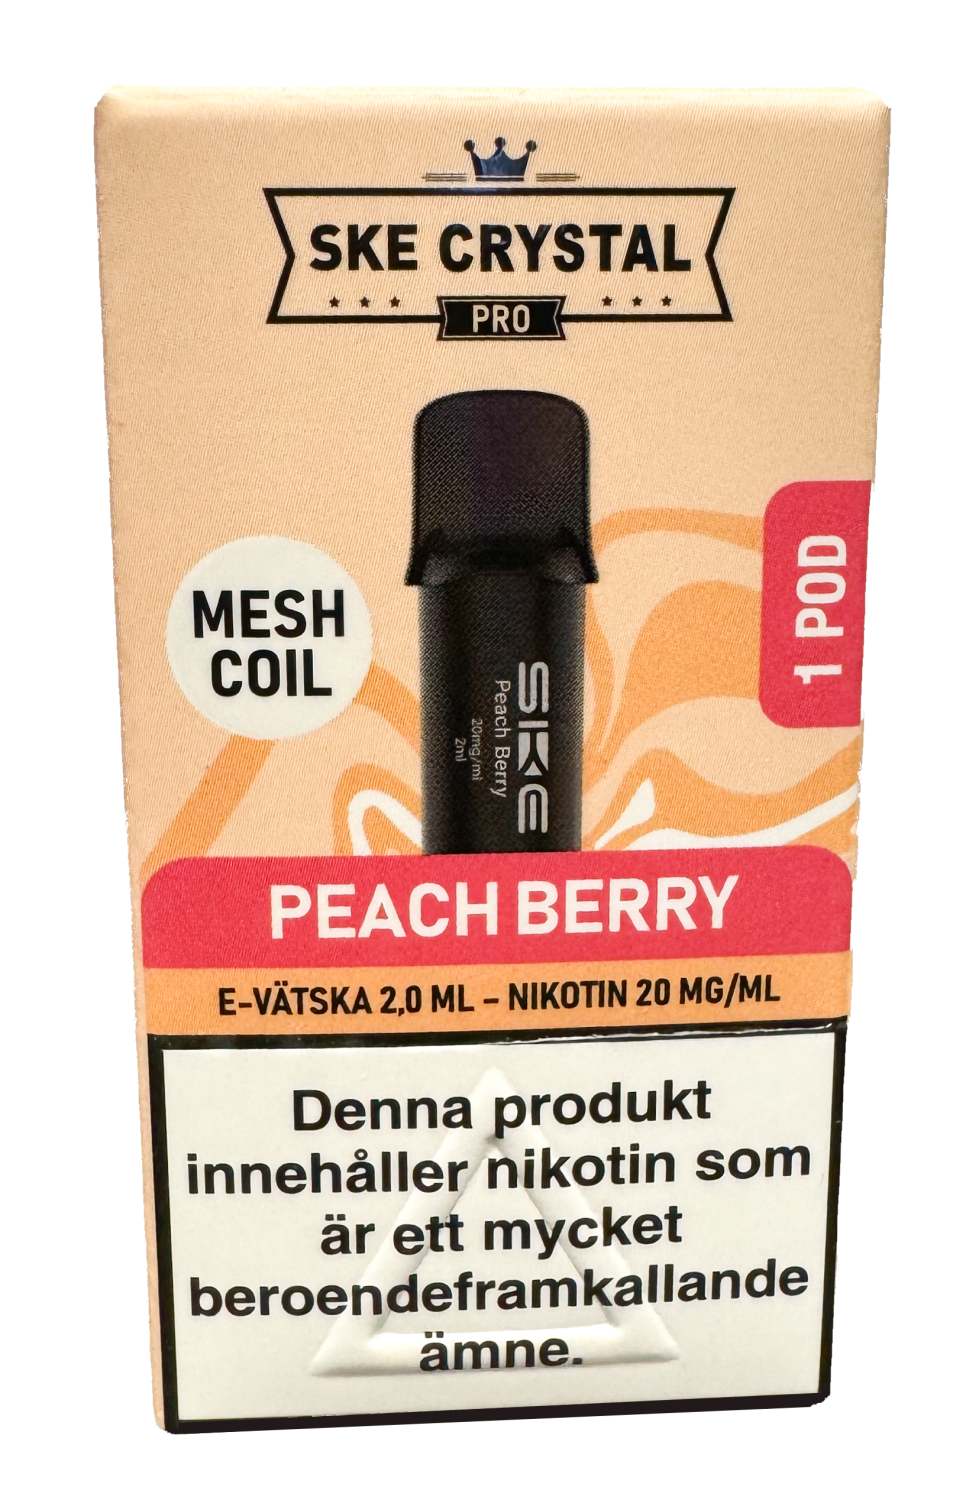 SKE CRYSTAL
PRO
MESH
COIL
SKE
Peach Berry
20mg/ml
2ml
1 POD
PEACH BERRY
E-VÄTSKA 2,0 ML – NIKOTIN 20 MG/ML
Denna produkt
innehåller nikotin som
är ett mycket
beroendeframkallande
ämne.